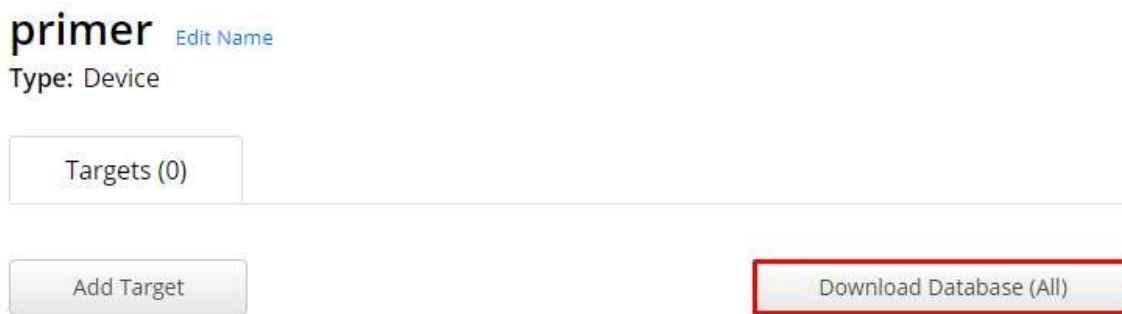 primer Edit Name
Type: Device
Targets (0)
Add Target Download Database (All)